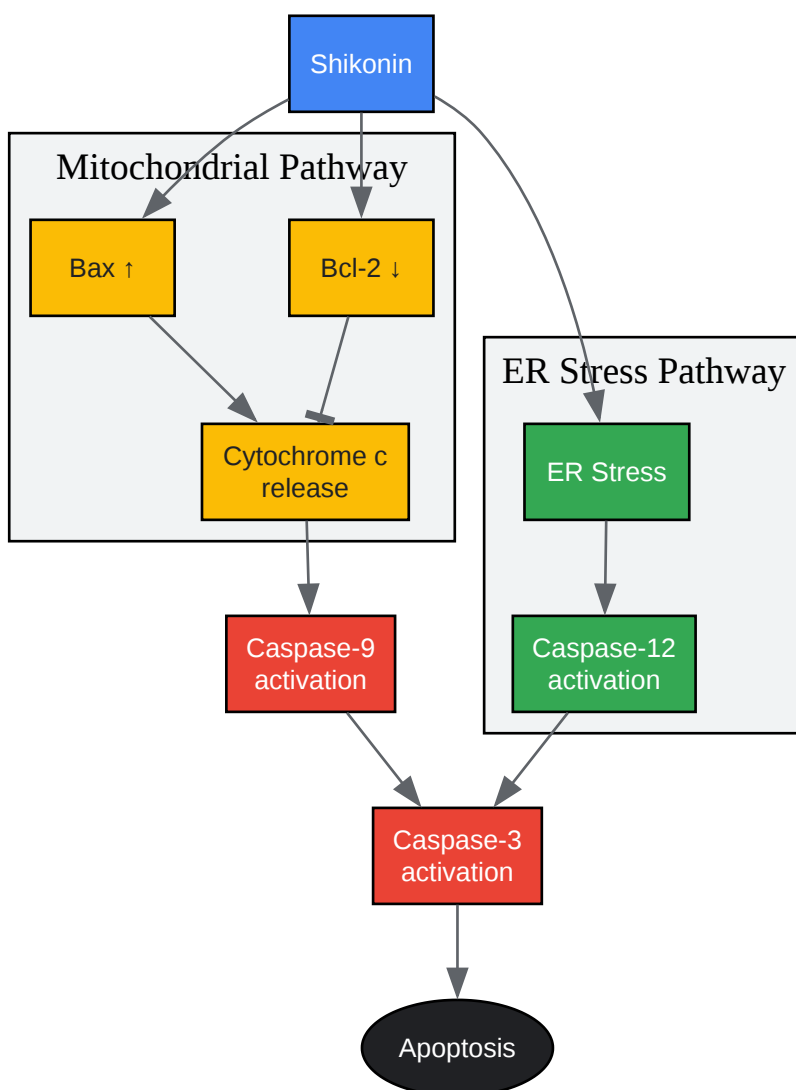 Shikonin
Mitochondrial Pathway
Bax ↑
Bcl-2 ↓
ER Stress Pathway
Cytochrome c
release
ER Stress
Caspase-9
activation
Caspase-12
activation
Caspase-3
activation
Apoptosis